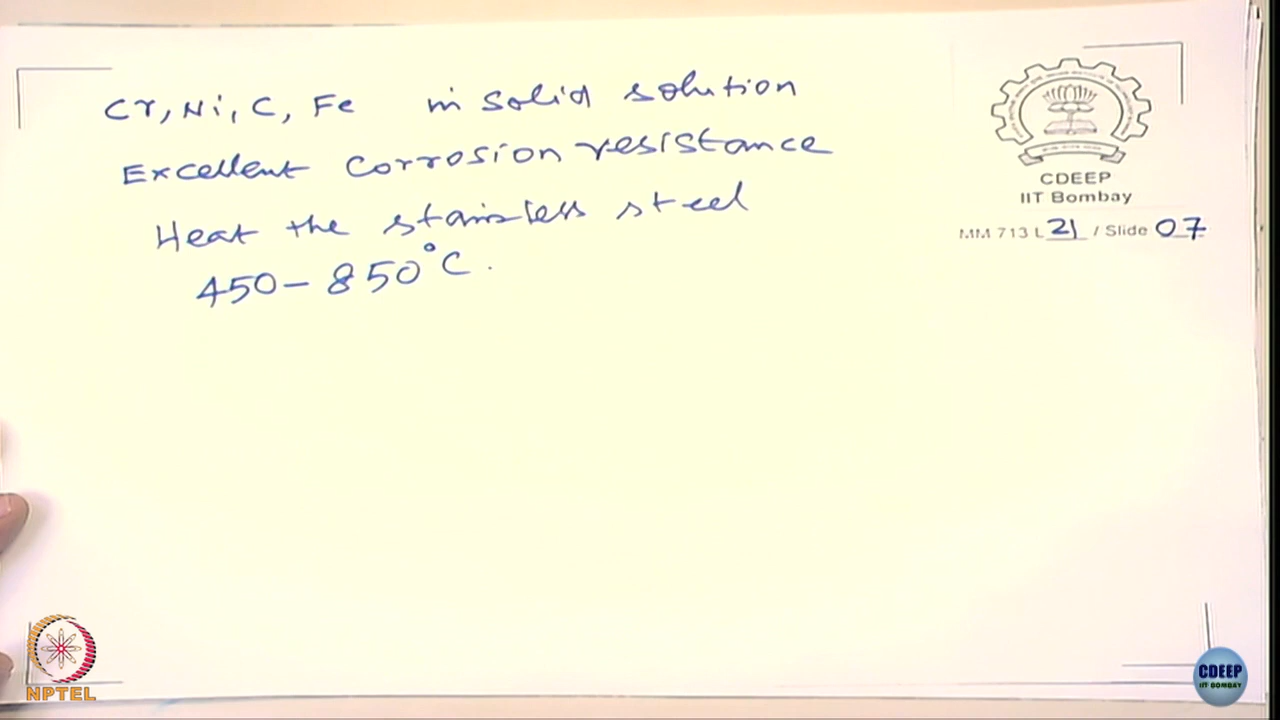 Cr, Ni, C, Fe in solid solution
Excellent Corrosion resistance
Heat the stainless steel
450 - 850°C.
CDEEP
IIT Bombay
MM 713 L 21 / Slide 07
NPTEL
CDEEP
IIT BOMBAY